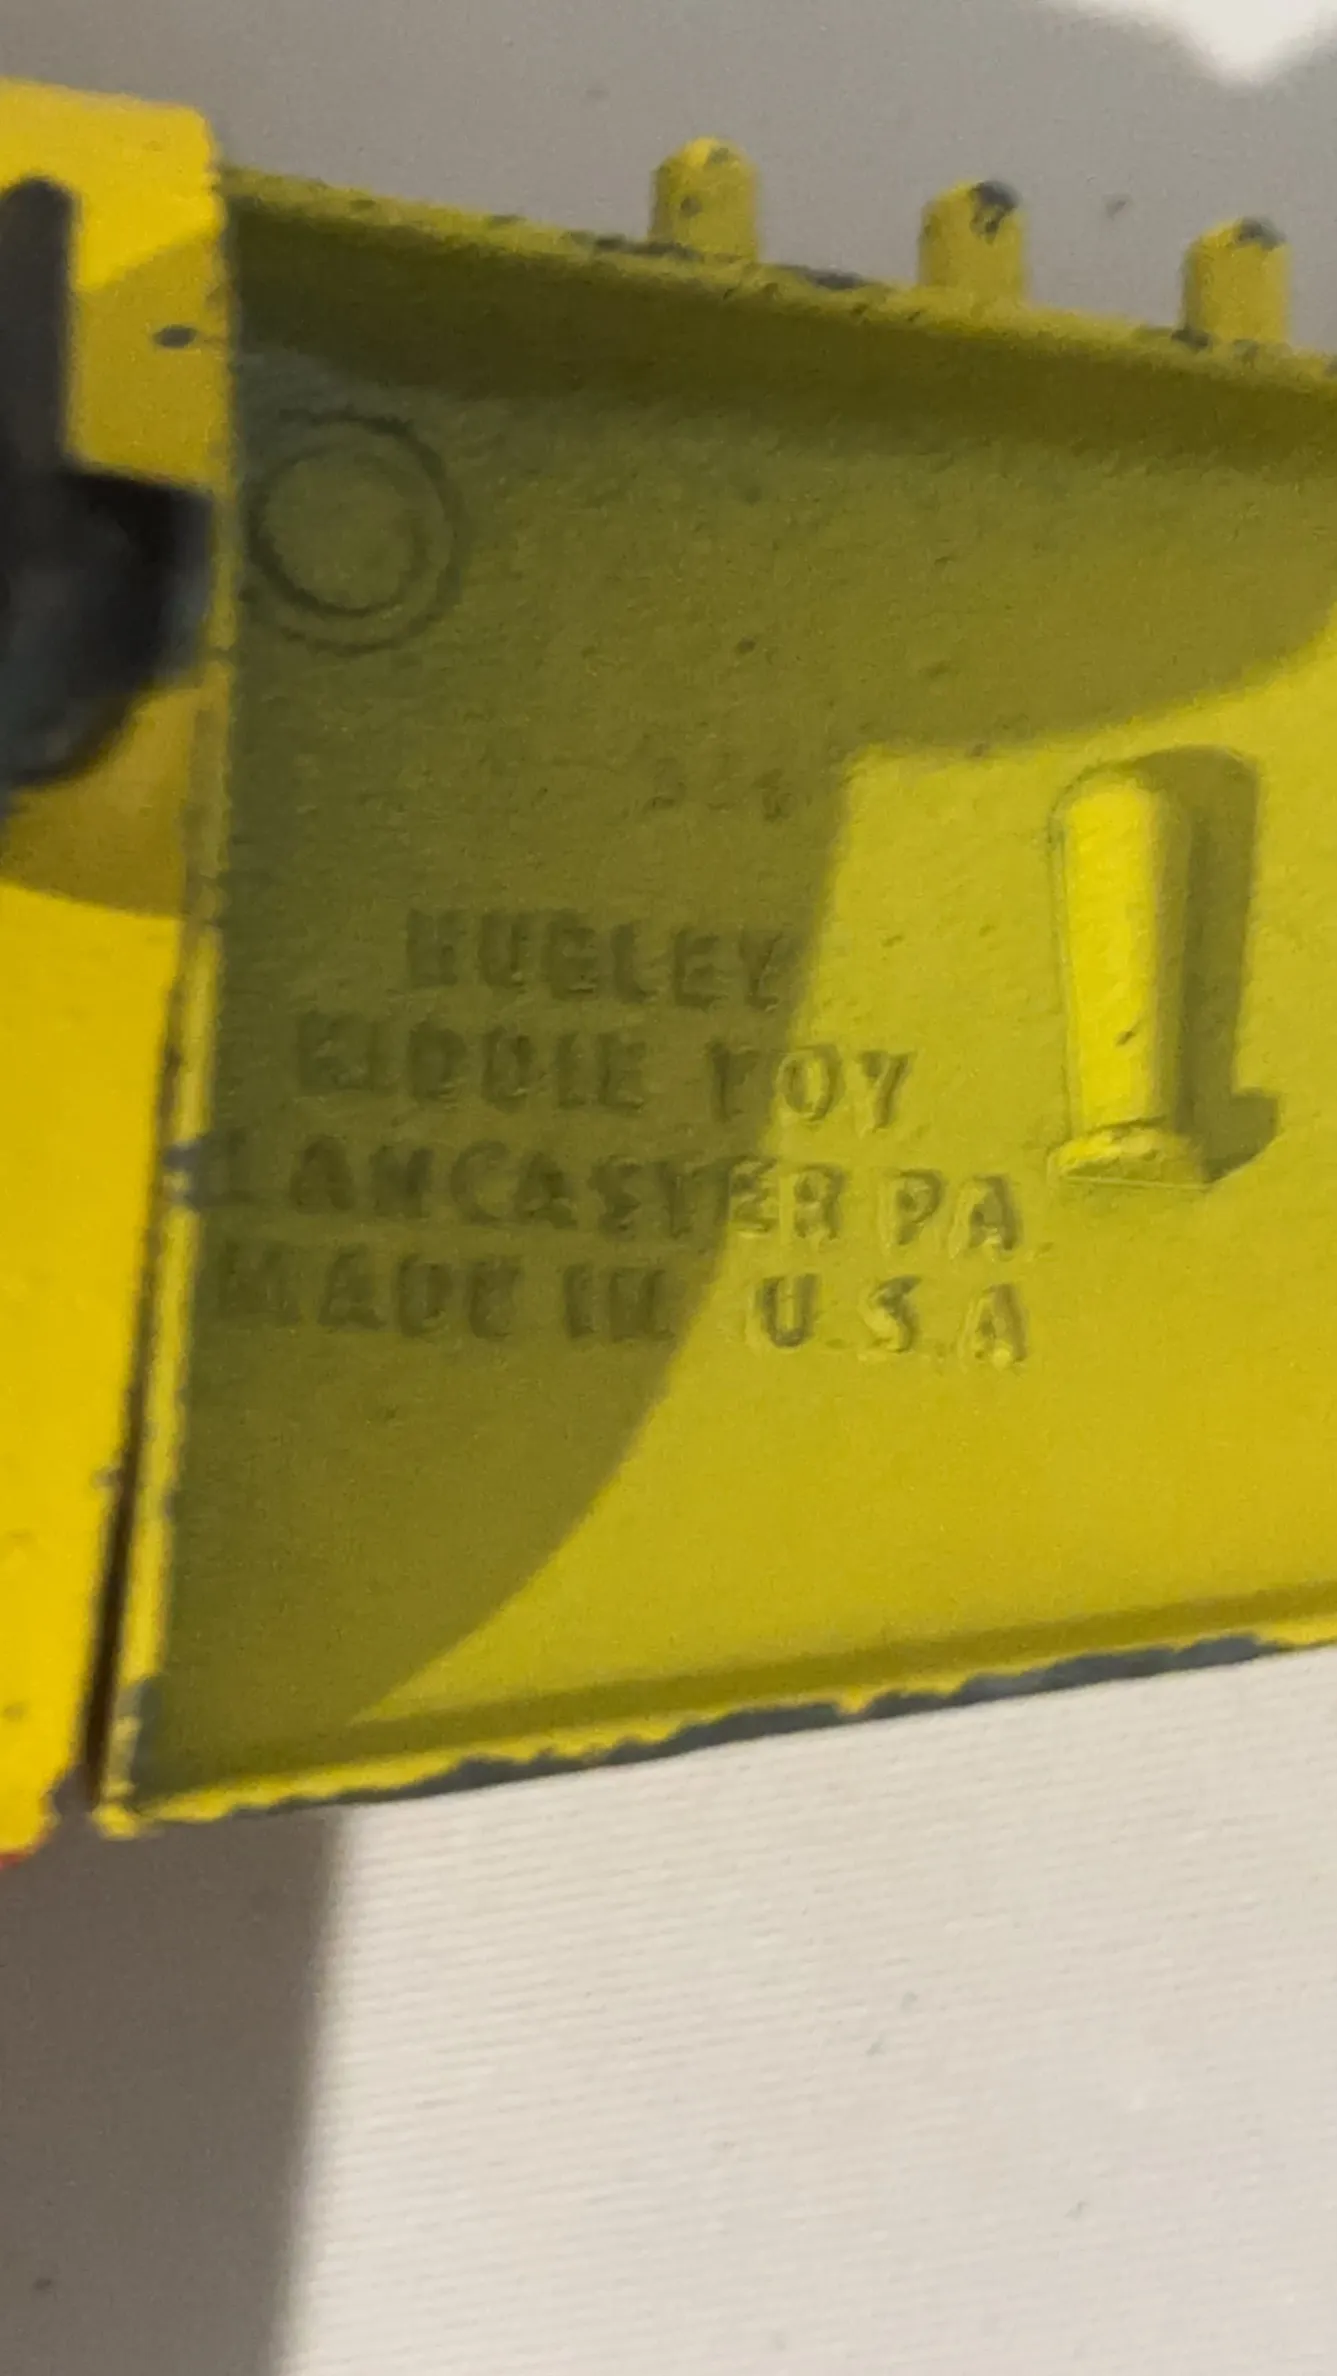 HUBLEY
KIDDIE TOY
LANCASTER PA.
MADE IN U.S.A